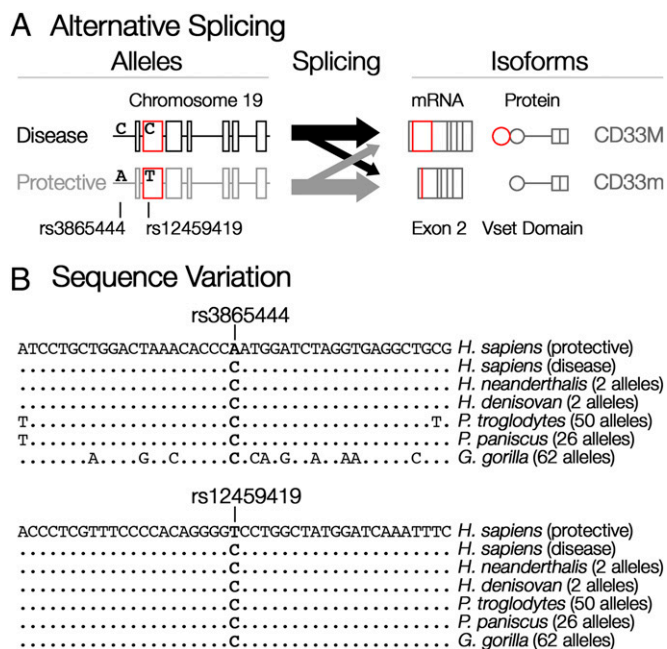 A Alternative Splicing
Alleles Splicing Isoforms
Chromosome 19 mRNA Protein
Disease C C CD33M
Protective A T CD33m
rs3865444 rs12459419 Exon 2 Vset Domain
B Sequence Variation
rs3865444
ATCCTGCTGGACTAAACACCCAATGGATCTAGGTGAGGCTGCG H. sapiens (protective)
.....................C..................... H. sapiens (disease)
.....................C..................... H. neanderthalis (2 alleles)
.....................C..................... H. denisovan (2 alleles)
T....................C...................T. P. troglodytes (50 alleles)
T....................C..................... P. paniscus (26 alleles)
.......A....G..C.....C.CA.G..A..AA.....C... G. gorilla (62 alleles)
rs12459419
ACCCTCGTTTCCCCACAGGGGTCCTGGCTATGGATCAAATTTC H. sapiens (protective)
.....................C..................... H. sapiens (disease)
.....................C..................... H. neanderthalis (2 alleles)
.....................C..................... H. denisovan (2 alleles)
.....................C..................... P. troglodytes (50 alleles)
.....................C..................... P. paniscus (26 alleles)
.....................C..................... G. gorilla (62 alleles)